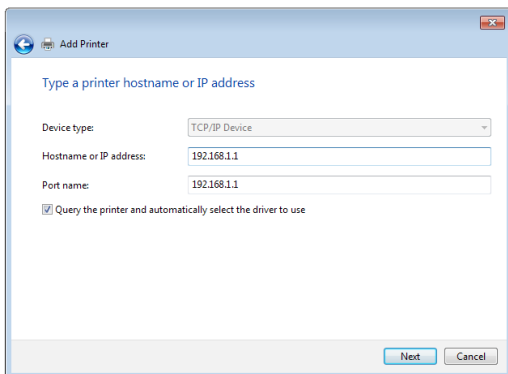 Add Printer
Type a printer hostname or IP address
Device type: TCP/IP Device
Hostname or IP address: 192.168.1.1
Port name: 192.168.1.1
Query the printer and automatically select the driver to use
Next Cancel